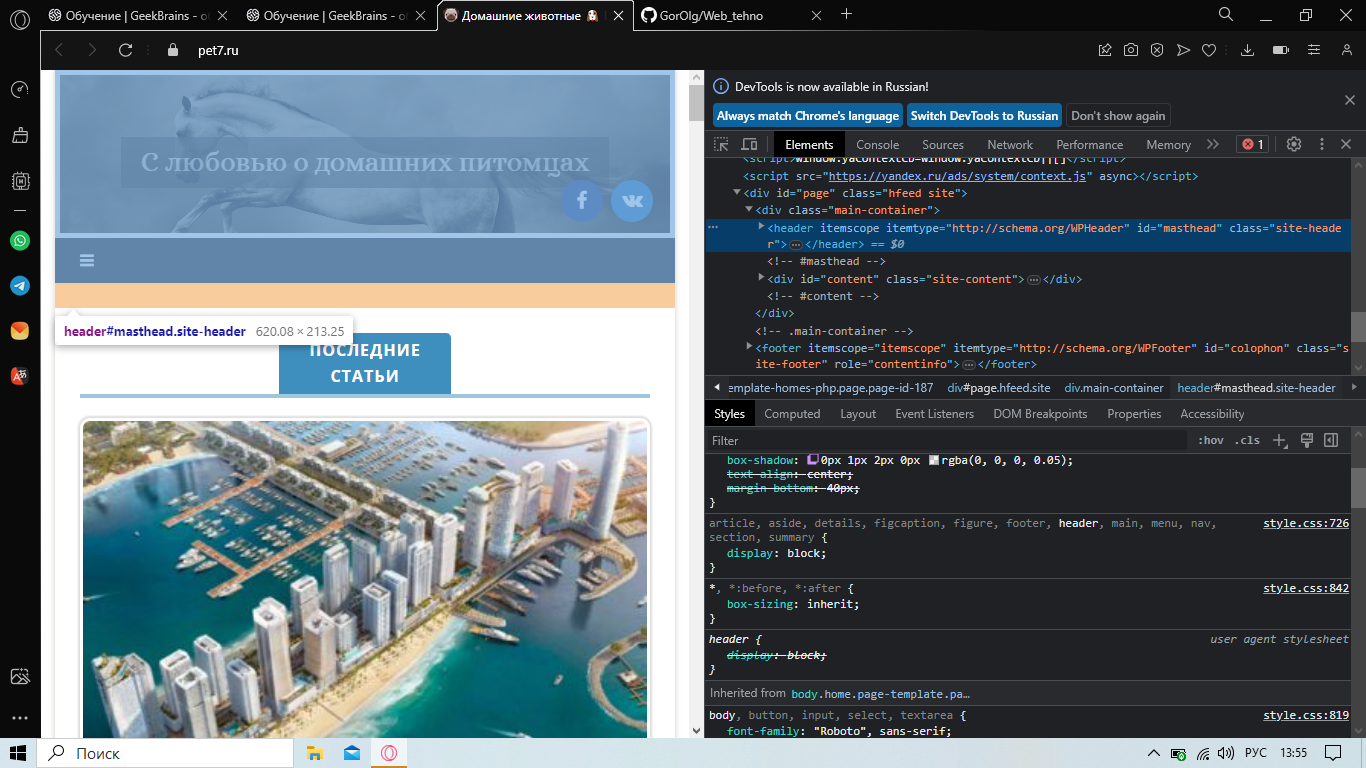 Обучение | GeekBrains - о
Обучение | GeekBrains - о
Домашние животные
GorOlg/Web_tehno
pet7.ru
С любовью о домашних питомцах
header#masthead.site-header 620.08 × 213.25
ПОСЛЕДНИЕ
СТАТЬИ
DevTools is now available in Russian!
Always match Chrome's language
Switch DevTools to Russian
Don't show again
Elements Console Sources Network Performance Memory 1
<script>window.yaContextCb=window.yaContextCb||[]</script>
<script src="https://yandex.ru/ads/system/context.js" async></script>
<div id="page" class="hfeed site">
<div class="main-container">
<header itemscope itemtype="http://schema.org/WPHeader" id="masthead" class="site-heade
r">…</header> == $0
<!-- #masthead -->
<div id="content" class="site-content">…</div>
<!-- #content -->
</div>
<!-- .main-container -->
<footer itemscope="itemscope" itemtype="http://schema.org/WPFooter" id="colophon" class="s
ite-footer" role="contentinfo">…</footer>
emplate-homes-php.page.page-id-187 div#page.hfeed.site div.main-container header#masthead.site-header
Styles Computed Layout Event Listeners DOM Breakpoints Properties Accessibility
Filter :hov .cls
box-shadow: 0px 1px 2px 0px rgba(0, 0, 0, 0.05);
text-align: center;
margin-bottom: 40px;
}
article, aside, details, figcaption, figure, footer, header, main, menu, nav, style.css:726
section, summary {
display: block;
}
*, *:before, *:after { style.css:842
box-sizing: inherit;
}
header { user agent stylesheet
display: block;
}
Inherited from body.home.page-template.pa…
body, button, input, select, textarea { style.css:819
font-family: "Roboto", sans-serif;
Поиск
РУС 13:55